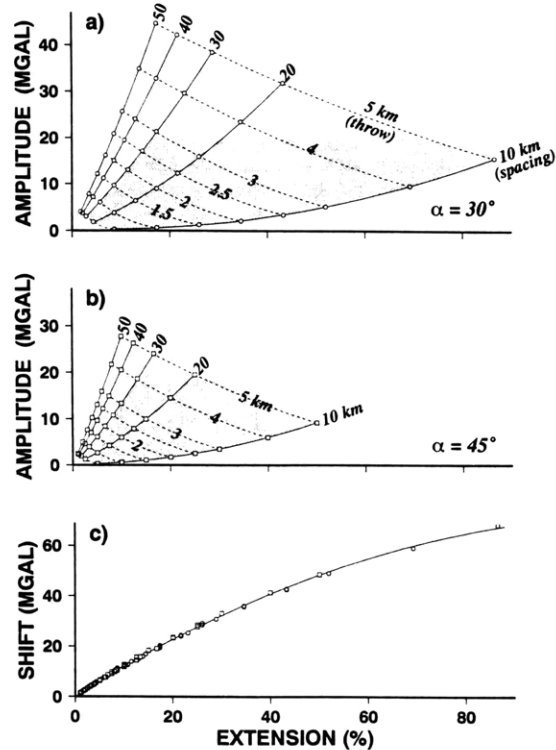 a)
AMPLITUDE (MGAL)
40
30
20
10
0
50
40
30
20
5 km
(throw)
4
3
2.5
2
1.5
10 km
(spacing)
α = 30°
b)
AMPLITUDE (MGAL)
30
20
10
0
50
40
30
20
5 km
4
3
2
10 km
α = 45°
c)
SHIFT (MGAL)
60
40
20
0
0 20 40 60 80
EXTENSION (%)